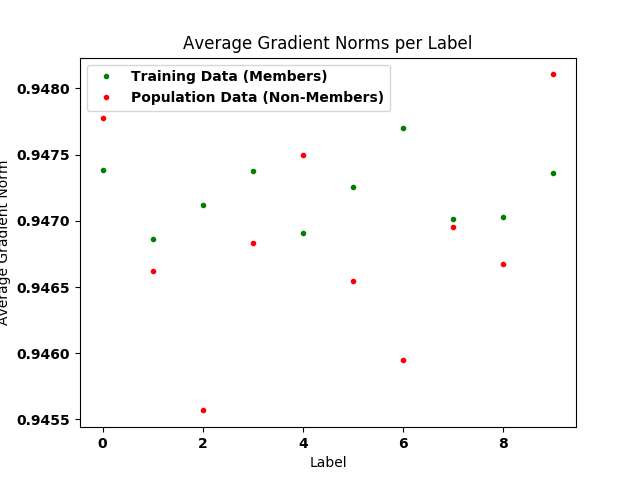 Average Gradient Norms per Label
Training Data (Members)
Population Data (Non-Members)
0.9480
0.9475
0.9470
0.9465
0.9460
0.9455
Average Gradient Norm
0 2 4 6 8
Label